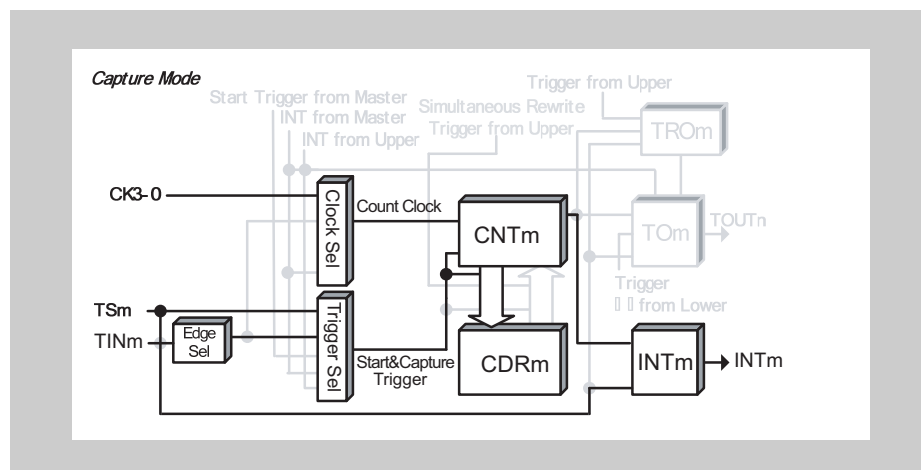 Capture Mode
Trigger from Upper
Start Trigger from Master
Simultaneous Rewrite
INT from Master
Trigger from Upper
INT from Upper
TROm
CK3-0
Clock Sel
Count Clock
CNTm
TOm
TOUTn
Trigger
from Lower
TSm
TINm
Edge
Sel
Trigger Sel
Start&Capture
Trigger
CDRm
INTm
INTm